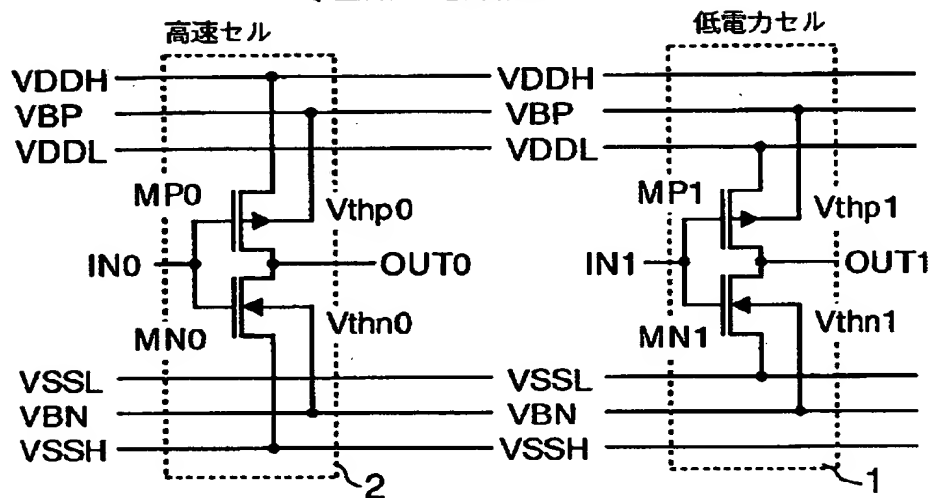 高速セル
低電力セル
VDDH
VDDH
VBP
VBP
VDDL
VDDL
MP0
Vthp0
MP1
Vthp1
IN0
OUT0
IN1
OUT1
MN0
Vthn0
MN1
Vthn1
VSSL
VSSL
VBN
VBN
VSSH
VSSH
2
1